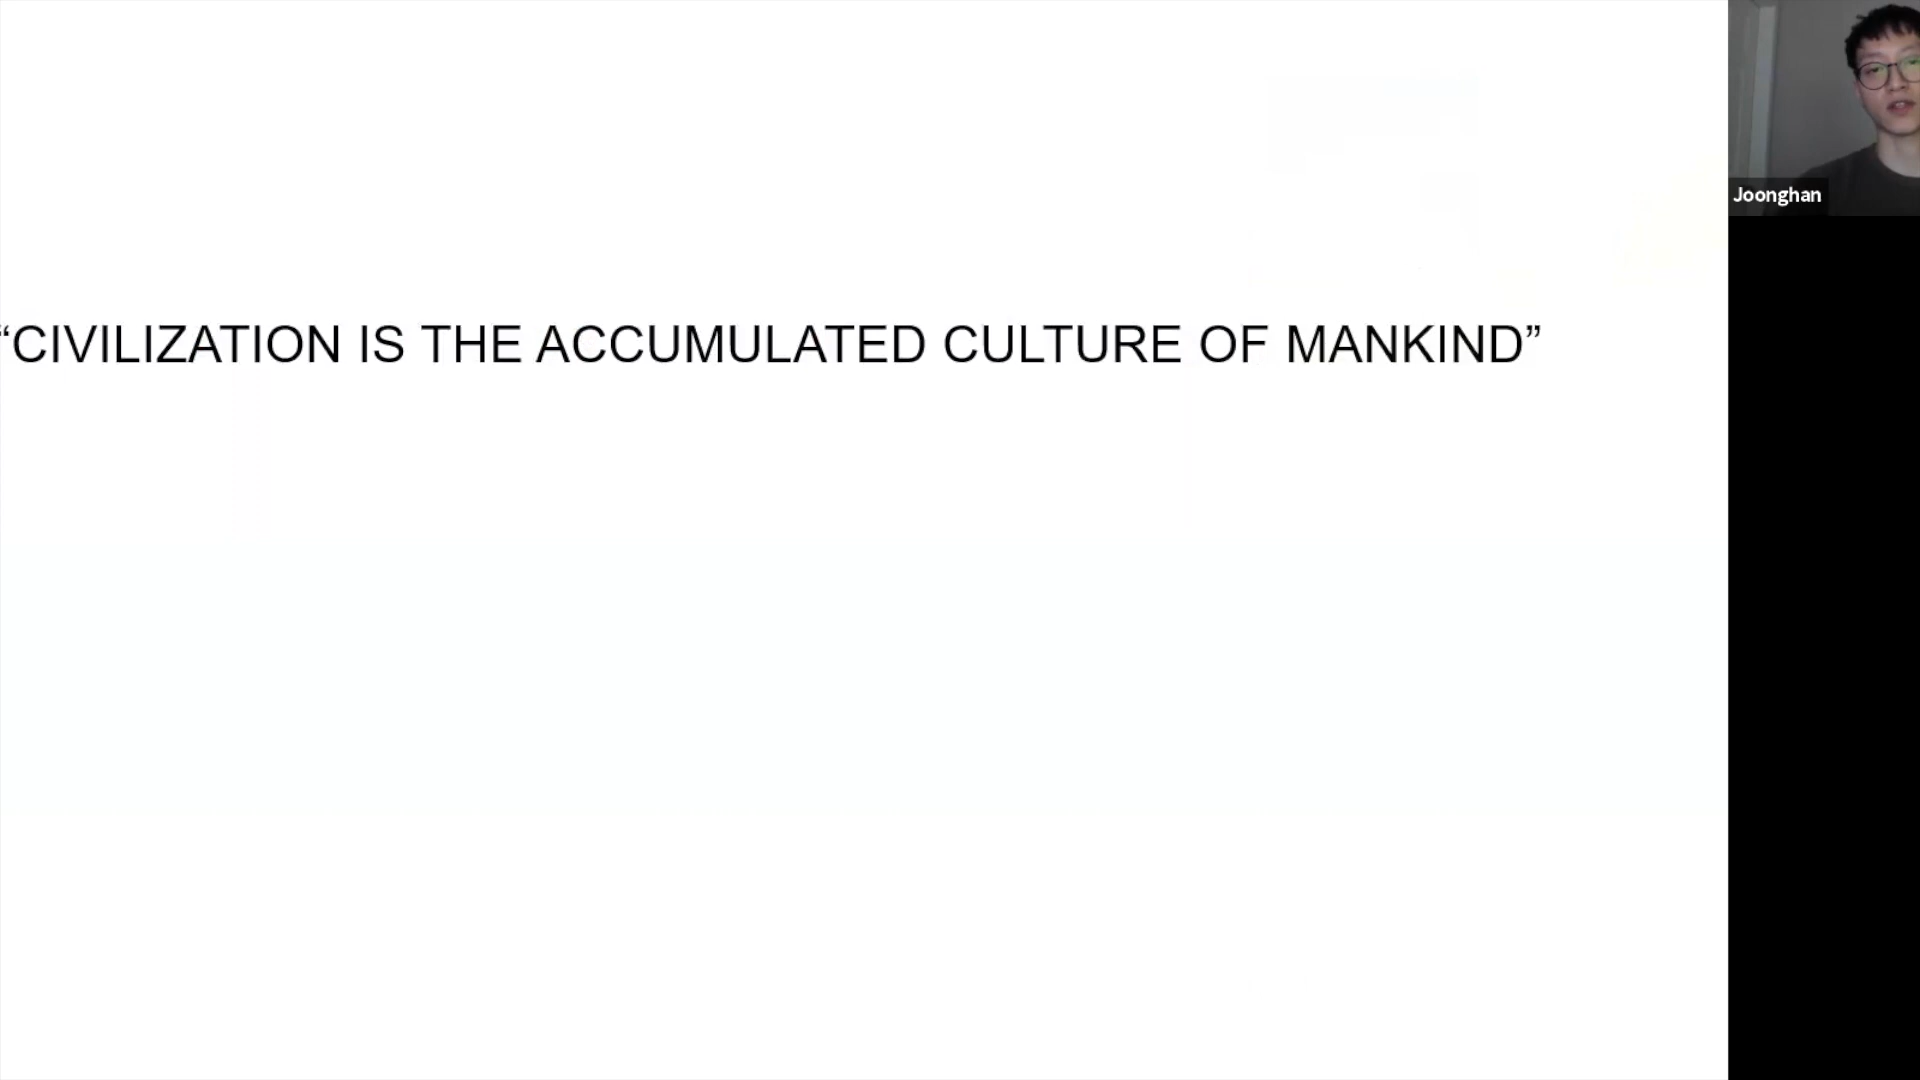 “CIVILIZATION IS THE ACCUMULATED CULTURE OF MANKIND”
Joonghan